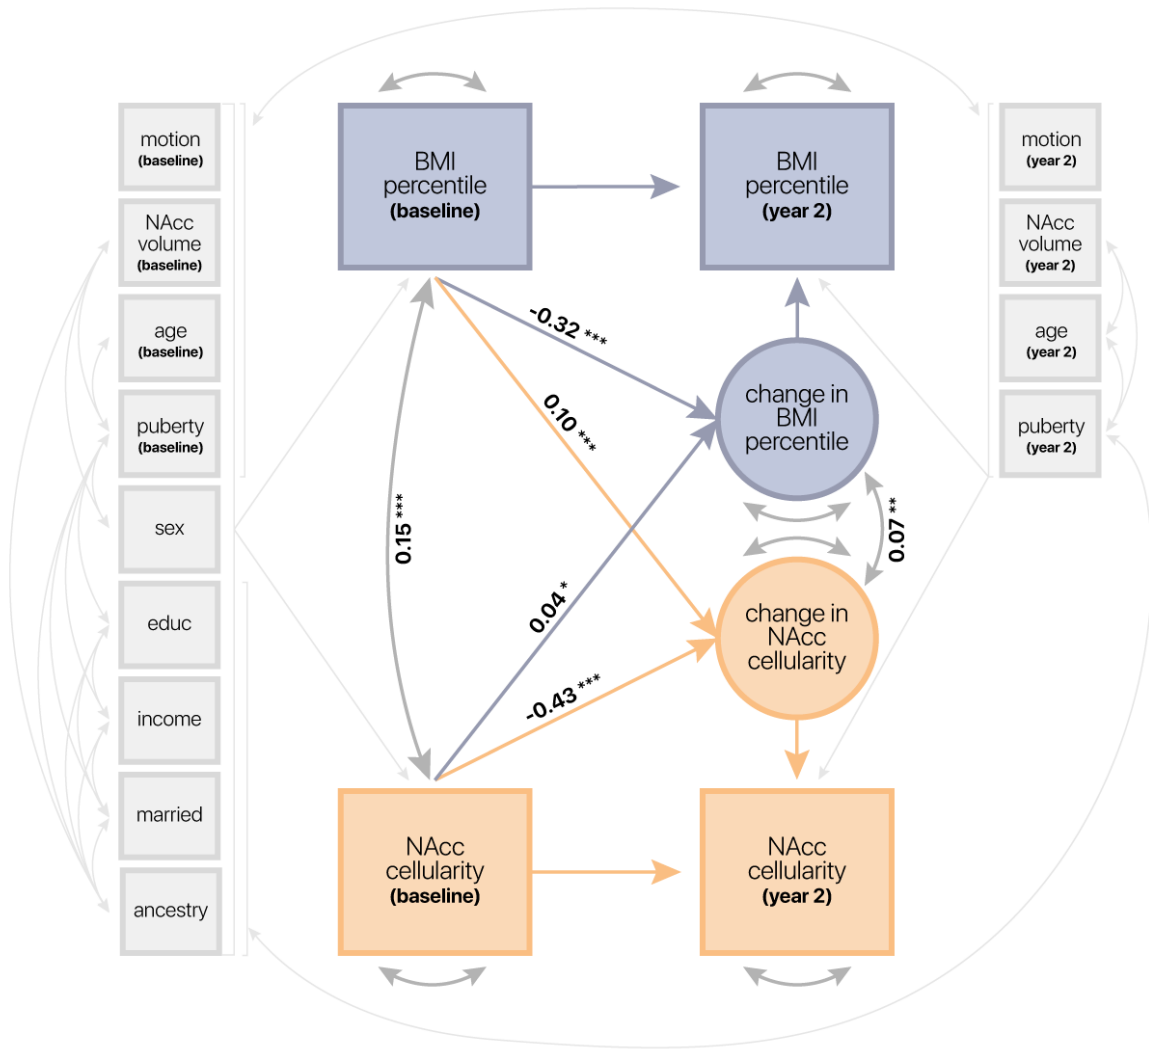 motion
(baseline)
NAcc
volume
(baseline)
age
(baseline)
puberty
(baseline)
sex
educ
income
married
ancestry
BMI
percentile
(baseline)
BMI
percentile
(year 2)
-0.32 ***
0.10 ***
0.15 ***
0.04 *
-0.43 ***
change in
BMI
percentile
0.07 **
change in
NAcc
cellularity
NAcc
cellularity
(baseline)
NAcc
cellularity
(year 2)
motion
(year 2)
NAcc
volume
(year 2)
age
(year 2)
puberty
(year 2)